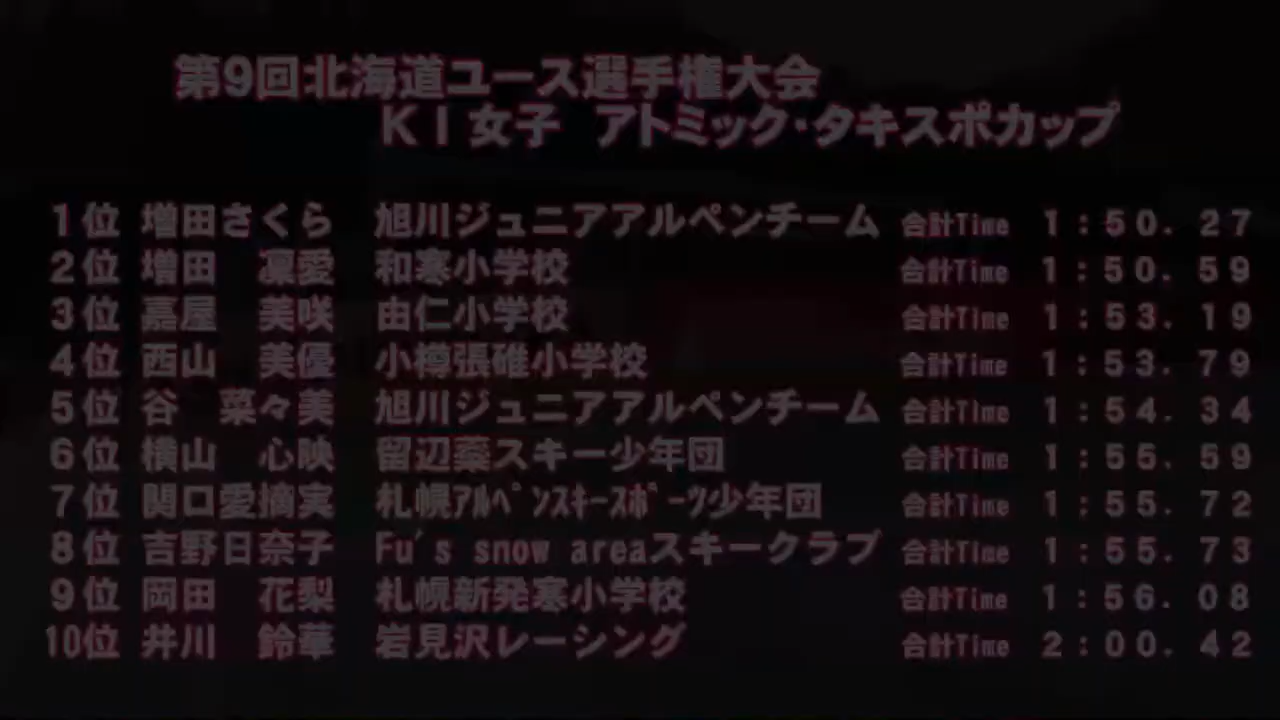 第9回北海道ユース選手権大会
KI女子 アトミック・タキスポカップ
1位 増田さくら 旭川ジュニアアルペンチーム 合計Time 1:50.27
2位 増田 凜愛 和寒小学校 合計Time 1:50.59
3位 嘉屋 美咲 由仁小学校 合計Time 1:53.19
4位 西山 美優 小樽張碓小学校 合計Time 1:53.79
5位 谷 菜々美 旭川ジュニアアルペンチーム 合計Time 1:54.34
6位 横山 心映 留辺蘂スキー少年団 合計Time 1:55.59
7位 関口愛摘実 札幌ｱﾙﾍﾟﾝｽｷｰｽﾎﾟｰﾂ少年団 合計Time 1:55.72
8位 吉野日奈子 Fu's snow areaスキークラブ 合計Time 1:55.73
9位 岡田 花梨 札幌新発寒小学校 合計Time 1:56.08
10位 井川 鈴華 岩見沢レーシング 合計Time 2:00.42